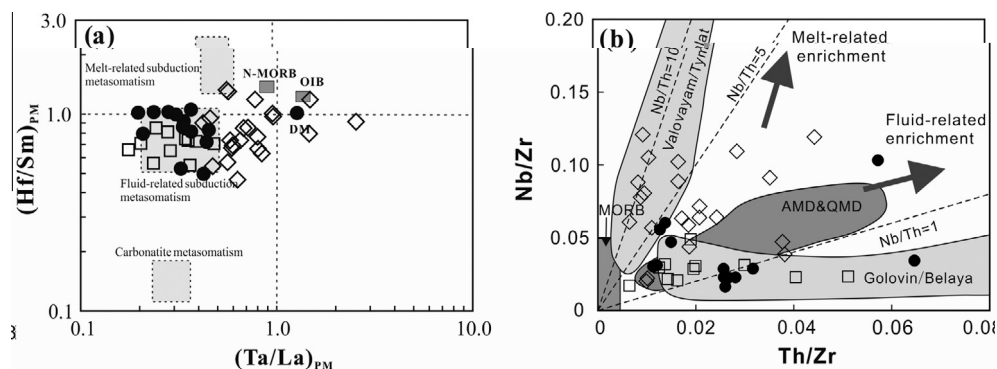 3.0
(a)
Melt-related subduction
metasomatism
N-MORB
OIB
1.0
DM
(Hf/Sm)PM
Fluid-related subduction
metasomatism
Carbonatite metasomatism
0.1
0.1
1.0
10.0
(Ta/La)PM
0.20
(b)
Melt-related
enrichment
Nb/Th=10
Valovayam/Tymlat
Nb/Th=5
0.15
Fluid-related
enrichment
Nb/Zr
0.10
MORB
AMD&QMD
Nb/Th=1
0.05
Golovin/Belaya
0
0
0.02
0.04
0.06
0.08
Th/Zr